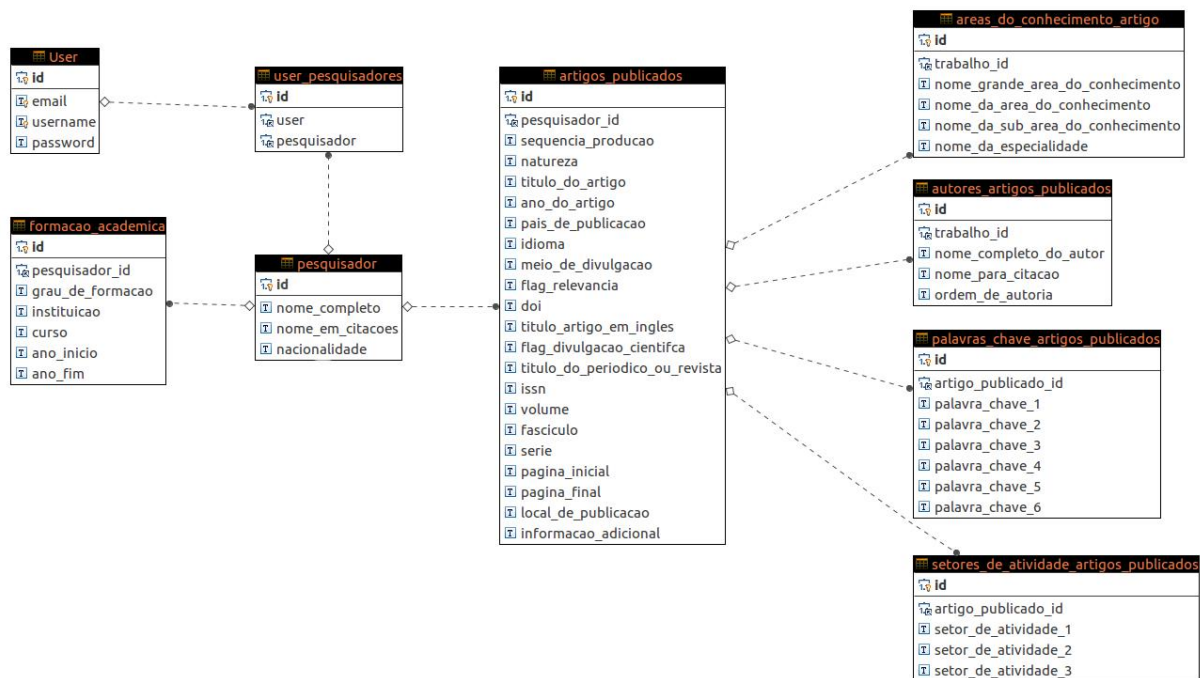 User
id
email
username
password
user_pesquisadores
id
user
pesquisador
formacao_academica
id
pesquisador_id
grau_de_formacao
instituicao
curso
ano_inicio
ano_fim
pesquisador
id
nome_completo
nome_em_citacoes
nacionalidade
artigos_publicados
id
pesquisador_id
sequencia_producao
natureza
titulo_do_artigo
ano_do_artigo
pais_de_publicacao
idioma
meio_de_divulgacao
flag_relevancia
doi
titulo_artigo_em_ingles
flag_divulgacao_cientifca
titulo_do_periodico_ou_revista
issn
volume
fasciculo
serie
pagina_inicial
pagina_final
local_de_publicacao
informacao_adicional
areas_do_conhecimento_artigo
id
trabalho_id
nome_grande_area_do_conhecimento
nome_da_area_do_conhecimento
nome_da_sub_area_do_conhecimento
nome_da_especialidade
autores_artigos_publicados
id
trabalho_id
nome_completo_do_autor
nome_para_citacao
ordem_de_autoria
palavras_chave_artigos_publicados
id
artigo_publicado_id
palavra_chave_1
palavra_chave_2
palavra_chave_3
palavra_chave_4
palavra_chave_5
palavra_chave_6
setores_de_atividade_artigos_publicados
id
artigo_publicado_id
setor_de_atividade_1
setor_de_atividade_2
setor_de_atividade_3